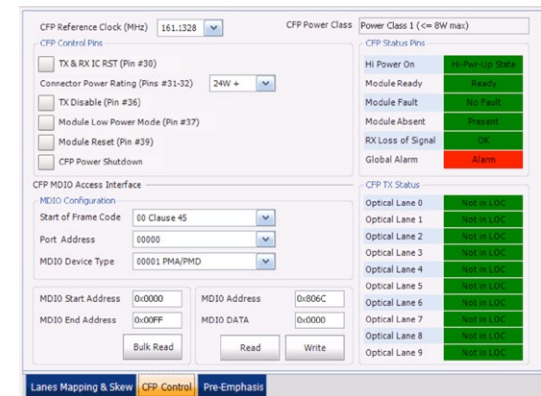 CFP Reference Clock (MHz) 161.1328 CFP Power Class Power Class 1 (<= 8W max)
CFP Control Pins
TX & RX IC RST (Pin #30)
Connector Power Rating (Pins #31-32) 24W +
TX Disable (Pin #36)
Module Low Power Mode (Pin #37)
Module Reset (Pin #39)
CFP Power Shutdown
CFP Status Pins
Hi Power On Hi-Pwr-Up State
Module Ready Ready
Module Fault No Fault
Module Absent Present
RX Loss of Signal OK
Global Alarm Alarm
CFP MDIO Access Interface
MDIO Configuration
Start of Frame Code 00 Clause 45
Port Address 00000
MDIO Device Type 00001 PMA/PMD
MDIO Start Address 0x0000
MDIO End Address 0x00FF
Bulk Read
MDIO Address 0x806C
MDIO DATA 0x0000
Read Write
CFP TX Status
Optical Lane 0 Not in LOC
Optical Lane 1 Not in LOC
Optical Lane 2 Not in LOC
Optical Lane 3 Not in LOC
Optical Lane 4 Not in LOC
Optical Lane 5 Not in LOC
Optical Lane 6 Not in LOC
Optical Lane 7 Not in LOC
Optical Lane 8 Not in LOC
Optical Lane 9 Not in LOC
Lanes Mapping & Skew CFP Control Pre-Emphasis